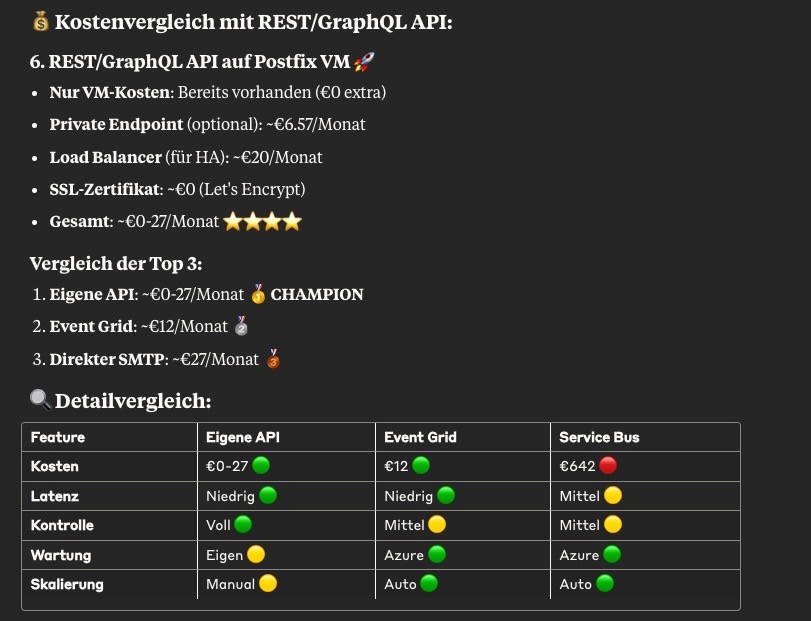 💰 Kostenvergleich mit REST/GraphQL API:
6. REST/GraphQL API auf Postfix VM 🚀
• Nur VM-Kosten: Bereits vorhanden (€0 extra)
• Private Endpoint (optional): ~€6.57/Monat
• Load Balancer (für HA): ~€20/Monat
• SSL-Zertifikat: ~€0 (Let's Encrypt)
• Gesamt: ~€0-27/Monat ⭐⭐⭐⭐
Vergleich der Top 3:
1. Eigene API: ~€0-27/Monat 🥇 CHAMPION
2. Event Grid: ~€12/Monat 🥈
3. Direkter SMTP: ~€27/Monat 🥉
🔍 Detailvergleich:
Feature Eigene API Event Grid Service Bus
Kosten €0-27 🟢 €12 🟢 €642 🔴
Latenz Niedrig 🟢 Niedrig 🟢 Mittel 🟡
Kontrolle Voll 🟢 Mittel 🟡 Mittel 🟡
Wartung Eigen 🟡 Azure 🟢 Azure 🟢
Skalierung Manual 🟡 Auto 🟢 Auto 🟢